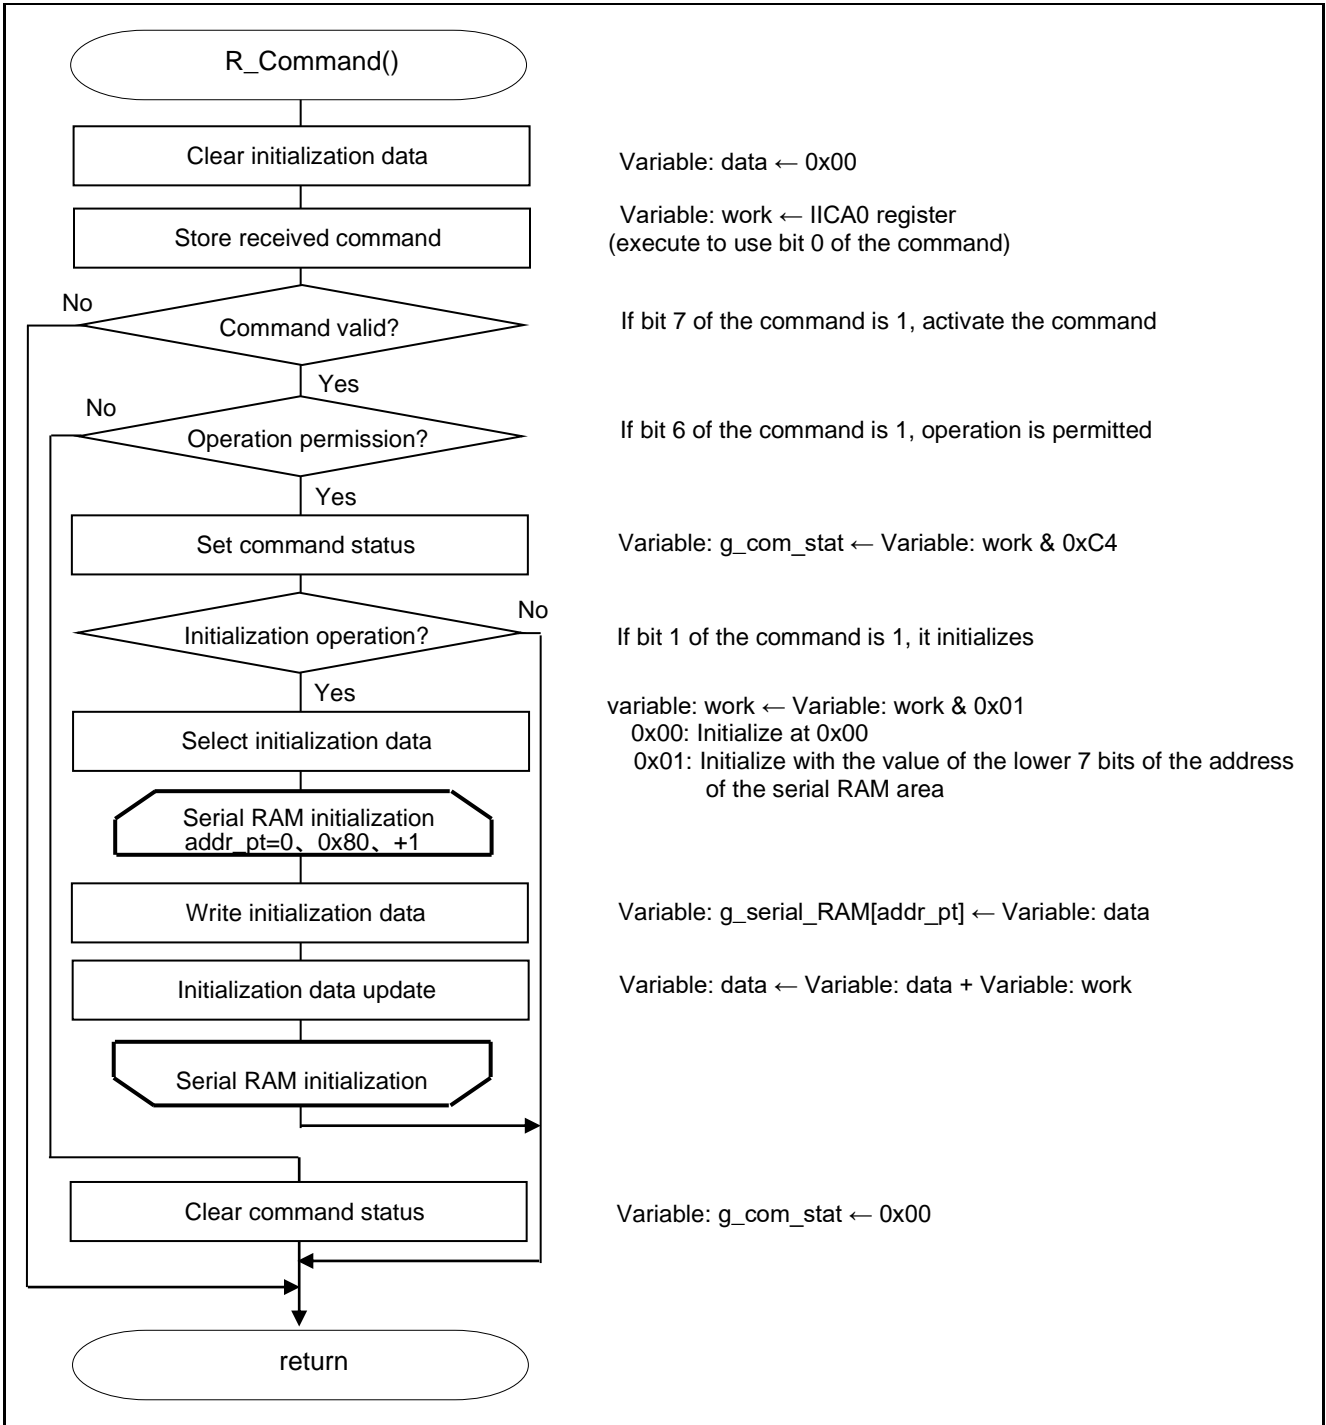 R_Command()
Clear initialization data
Variable: data ← 0x00
Store received command
Variable: work ← IICA0 register
(execute to use bit 0 of the command)
No
Command valid?
If bit 7 of the command is 1, activate the command
Yes
No
Operation permission?
If bit 6 of the command is 1, operation is permitted
Yes
Set command status
Variable: g_com_stat ← Variable: work & 0xC4
No
Initialization operation?
If bit 1 of the command is 1, it initializes
Yes
Select initialization data
variable: work ← Variable: work & 0x01
0x00: Initialize at 0x00
0x01: Initialize with the value of the lower 7 bits of the address
of the serial RAM area
Serial RAM initialization
addr_pt=0、0x80、+1
Write initialization data
Variable: g_serial_RAM[addr_pt] ← Variable: data
Initialization data update
Variable: data ← Variable: data + Variable: work
Serial RAM initialization
Clear command status
Variable: g_com_stat ← 0x00
return